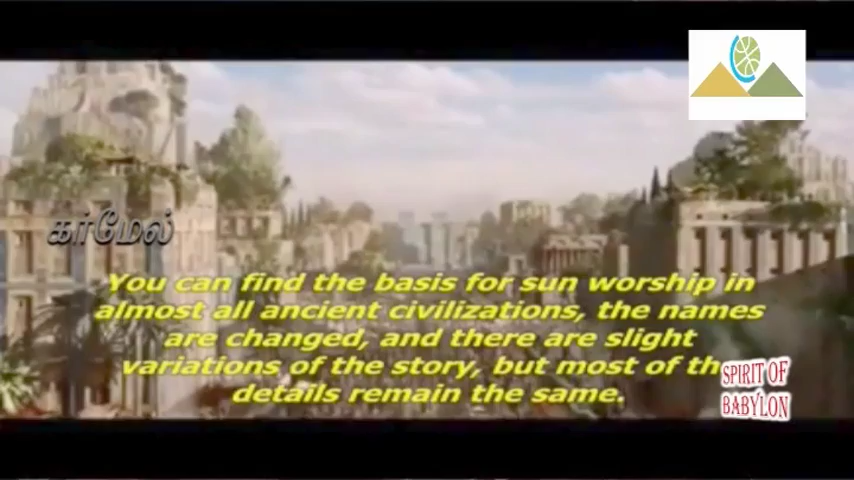 கர்மேல்
You can find the basis for sun worship in
almost all ancient civilizations, the names
are changed, and there are slight
variations of the story, but most of th
details remain the same.
SPIRIT OF
BABYLON